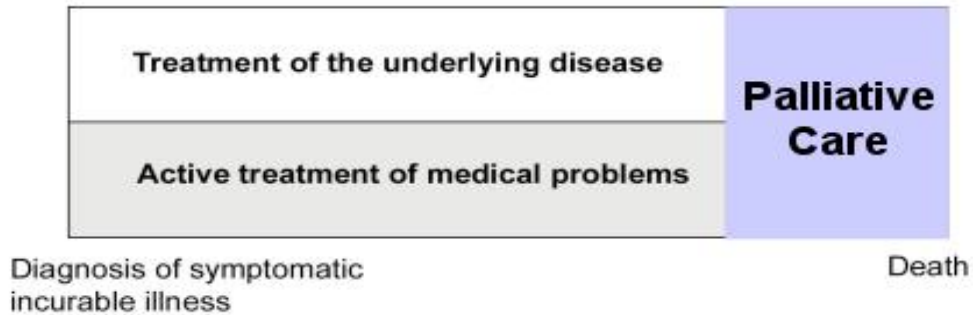 Treatment of the underlying disease
Palliative
Care
Active treatment of medical problems
Diagnosis of symptomatic
incurable illness
Death